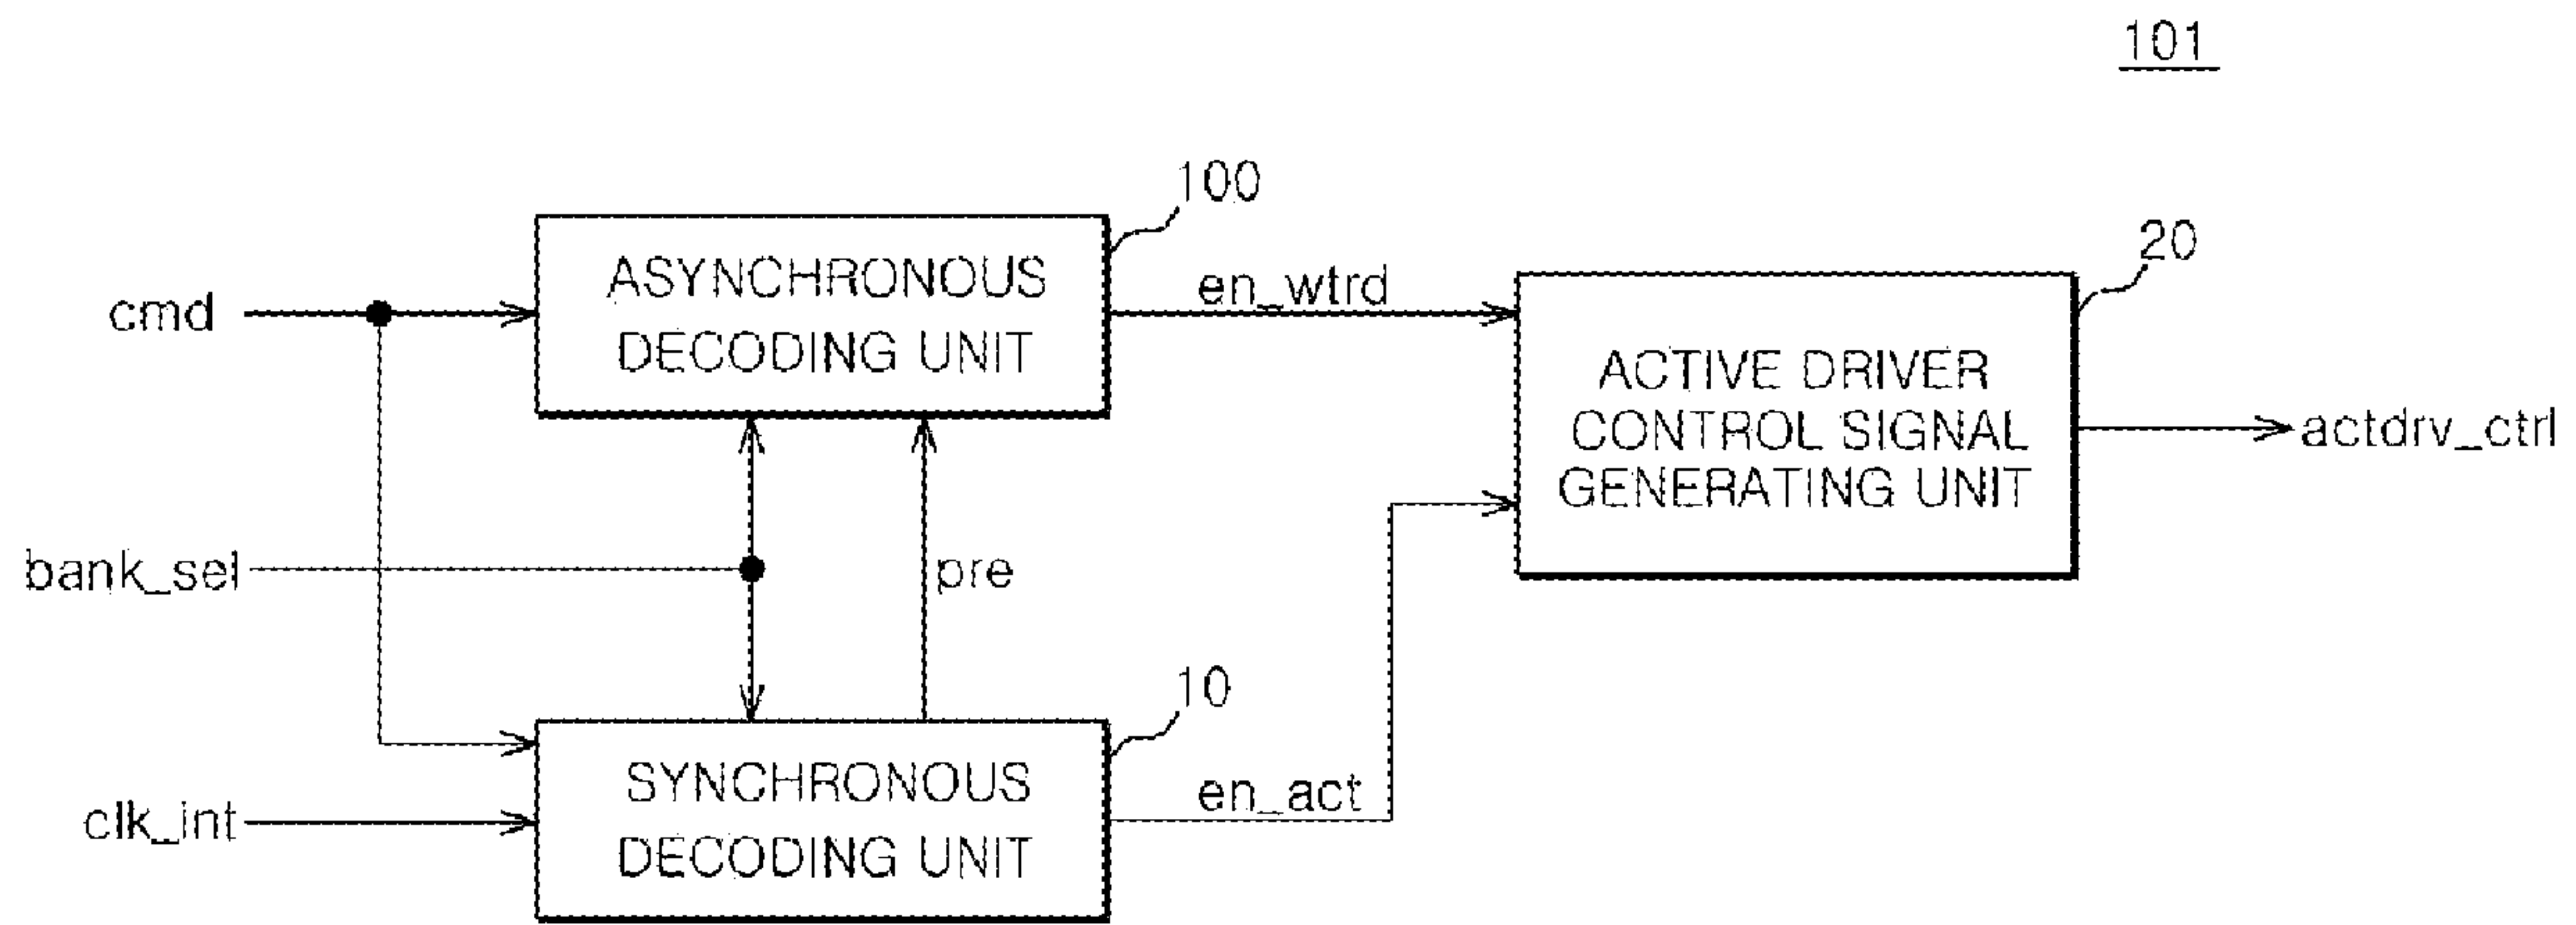 101
100
ASYNCHRONOUS
DECODING UNIT
cmd
en_wtrd
20
ACTIVE DRIVER
CONTROL SIGNAL
GENERATING UNIT
actdrv_ctrl
bank_sel
pre
10
SYNCHRONOUS
DECODING UNIT
clk_int
en_act